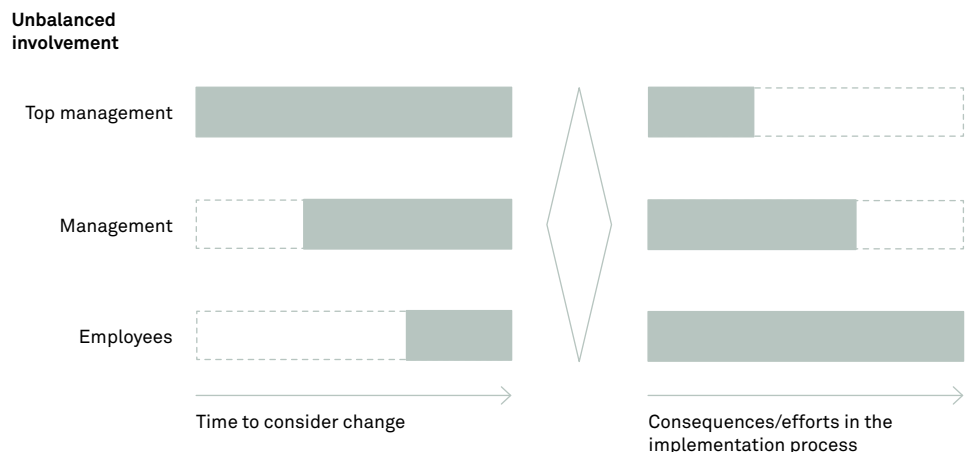 Unbalanced
involvement
Top management
Management
Employees
Time to consider change
Consequences/efforts in the
implementation process